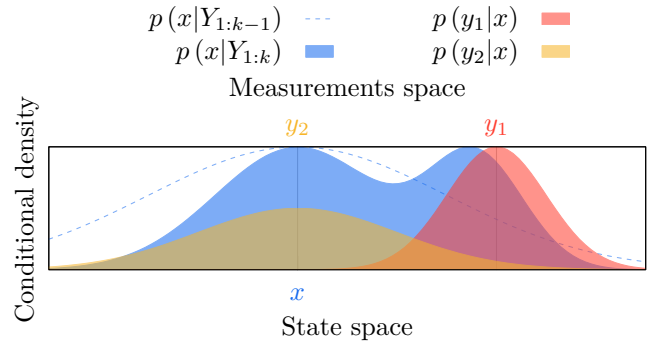 p (x|Y1:k−1) p (y1|x)
p (x|Y1:k) p (y2|x)
Measurements space
y2 y1
Conditional density
x
State space